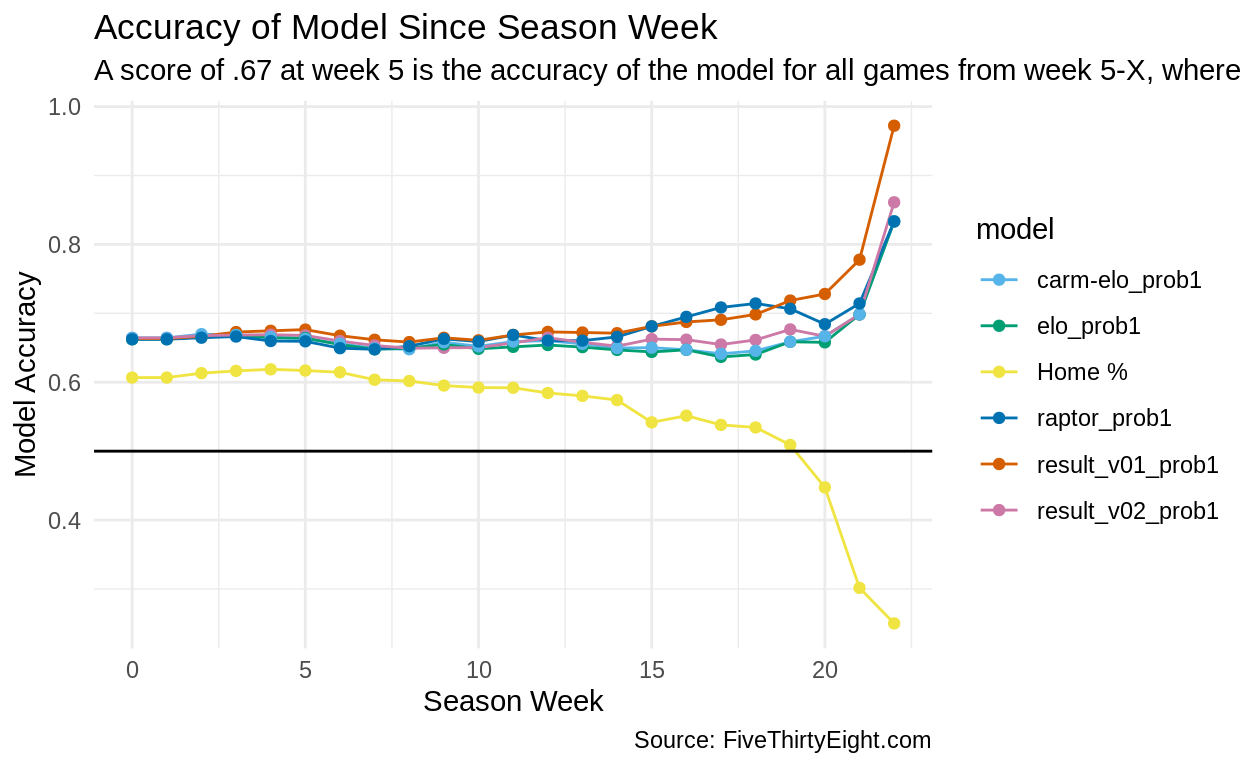 Accuracy of Model Since Season Week
A score of .67 at week 5 is the accuracy of the model for all games from week 5-X, where
1.0
0.8
0.6
0.4
Model Accuracy
0 5 10 15 20
Season Week
model
carm-elo_prob1
elo_prob1
Home %
raptor_prob1
result_v01_prob1
result_v02_prob1
Source: FiveThirtyEight.com